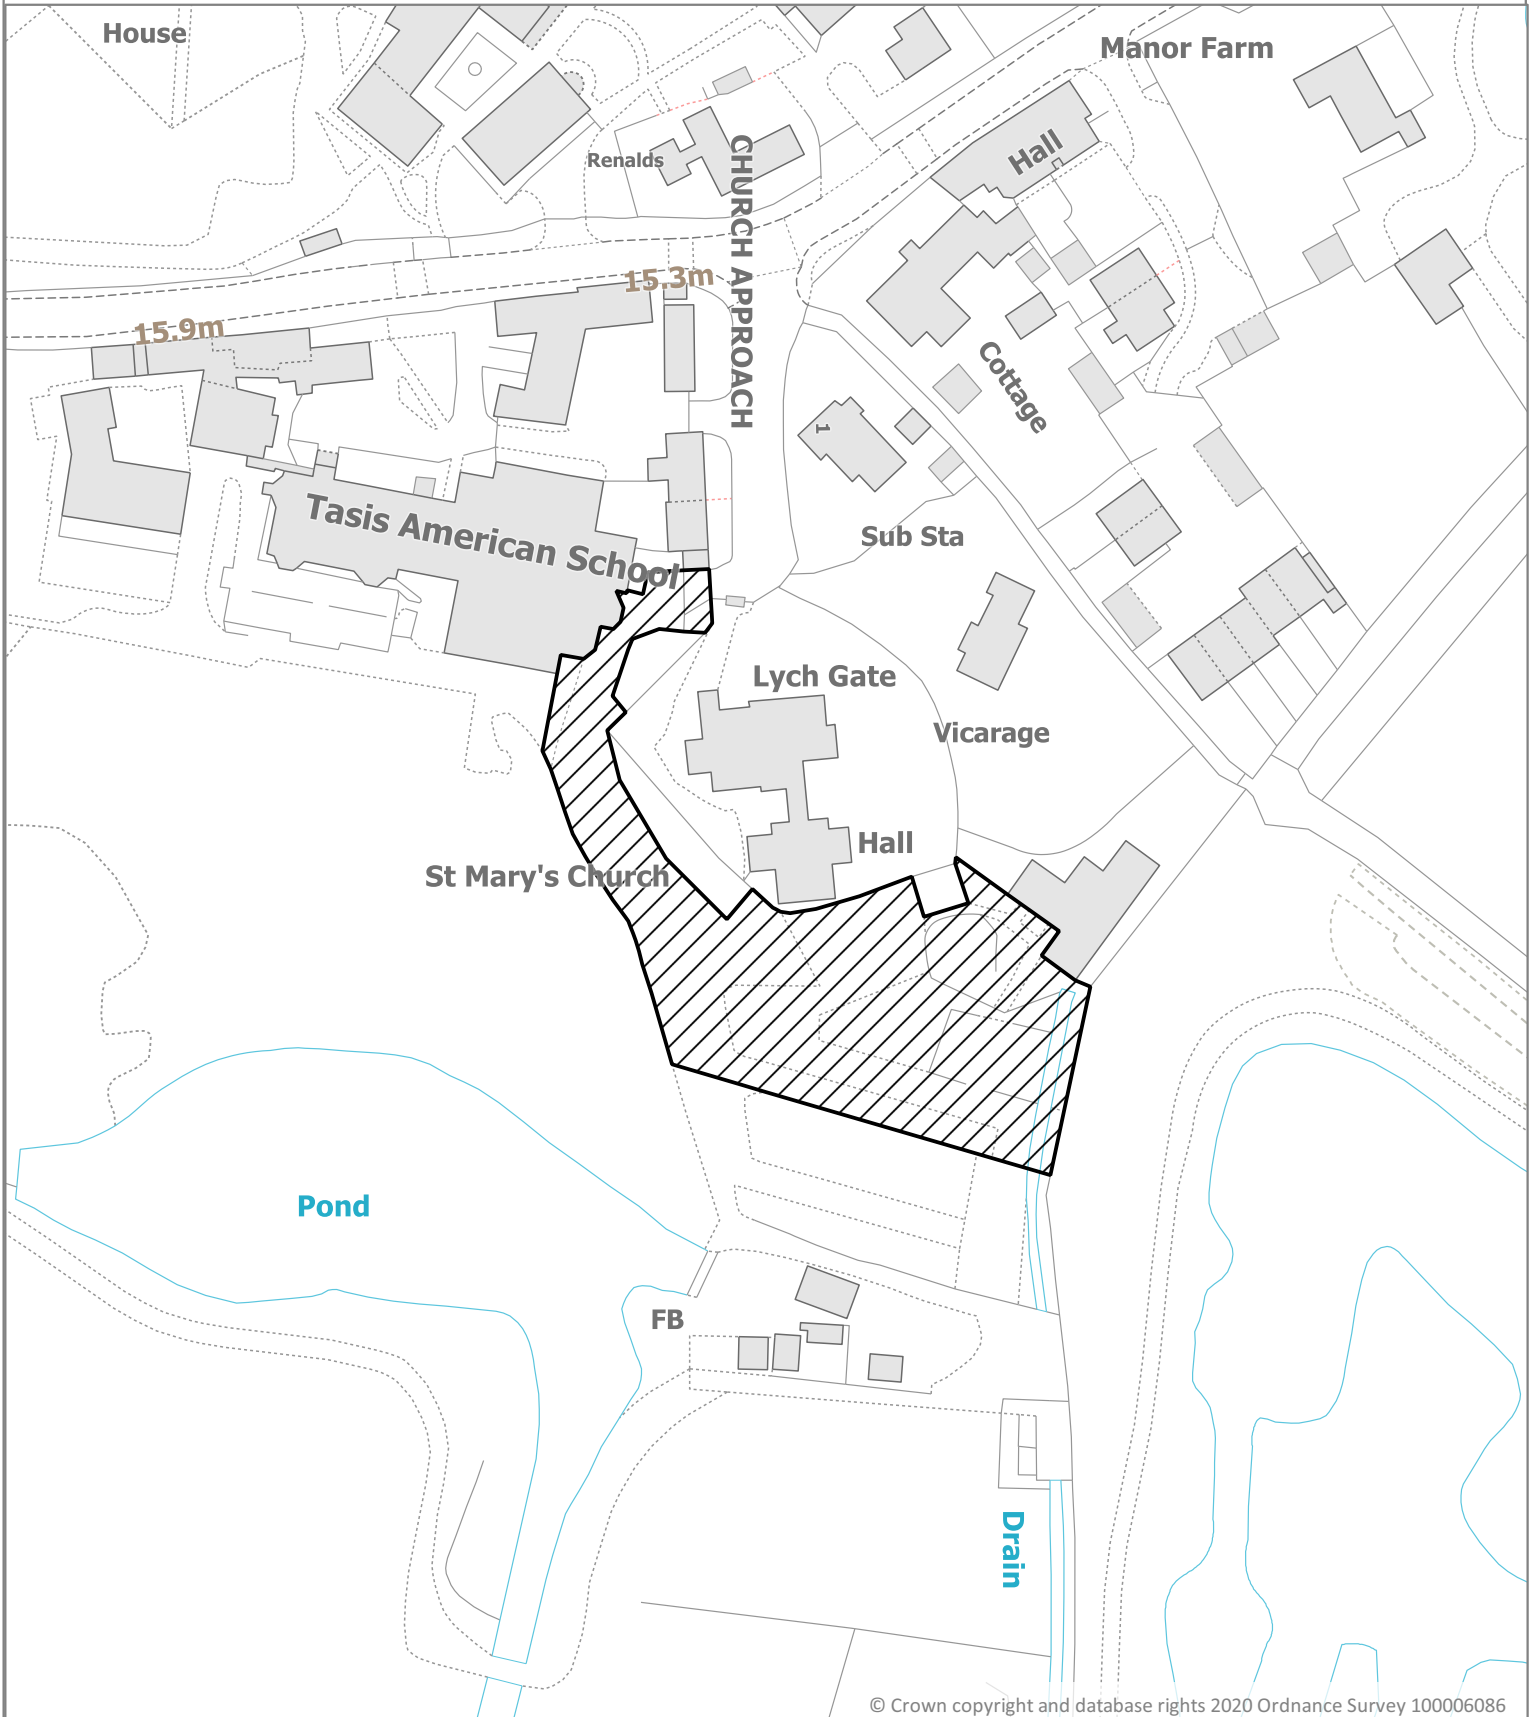 House
Manor Farm
Hall
Renalds
CHURCH APPROACH
15.3m
15.9m
Cottage
1
Tasis American School
Sub Sta
Lych Gate
Vicarage
Hall
St Mary's Church
Pond
FB
Drain
© Crown copyright and database rights 2020 Ordnance Survey 100006086